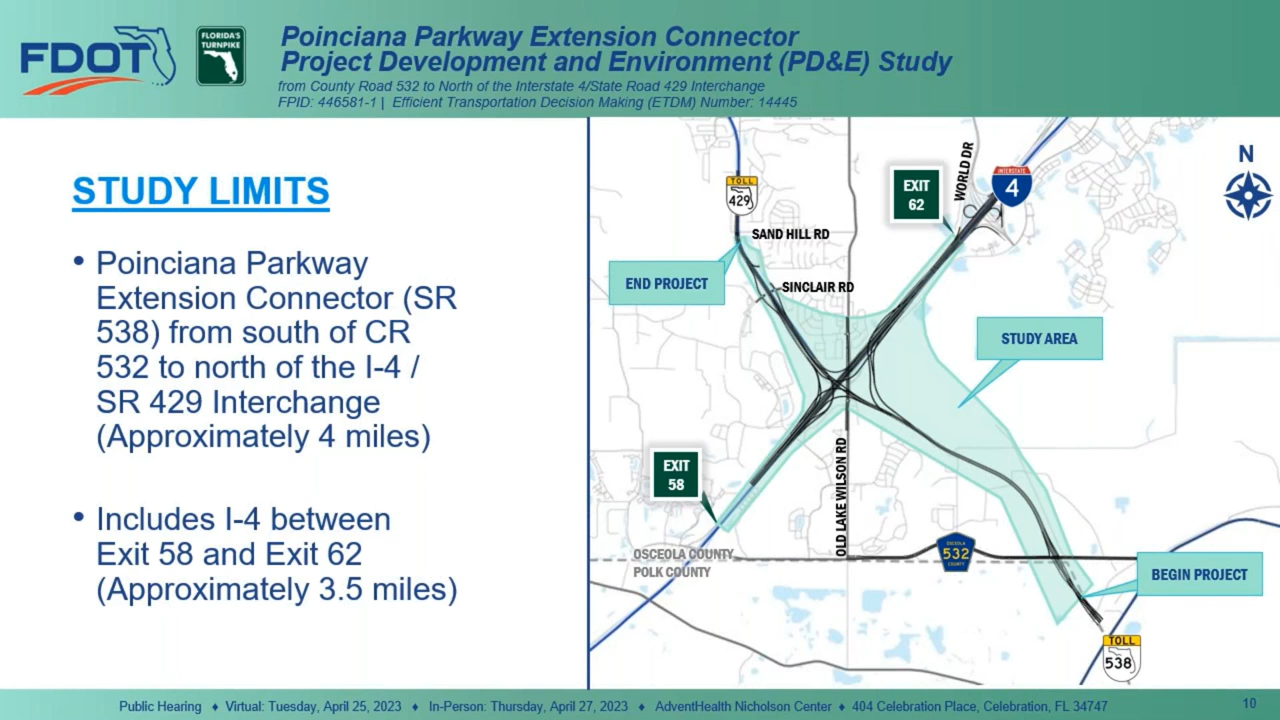 FDOT
FLORIDA'S
TURNPIKE
Poinciana Parkway Extension Connector
Project Development and Environment (PD&E) Study
from County Road 532 to North of the Interstate 4/State Road 429 Interchange
FPID: 446581-1 | Efficient Transportation Decision Making (ETDM) Number: 14445
STUDY LIMITS
• Poinciana Parkway
Extension Connector (SR
538) from south of CR
532 to north of the I-4 /
SR 429 Interchange
(Approximately 4 miles)
• Includes I-4 between
Exit 58 and Exit 62
(Approximately 3.5 miles)
TOLL
429
SAND HILL RD
END PROJECT
SINCLAIR RD
EXIT
62
WORLD DR
INTERSTATE
4
N
STUDY AREA
EXIT
58
OLD LAKE WILSON RD
OSCEOLA COUNTY
POLK COUNTY
OSCEOLA
532
COUNTY
BEGIN PROJECT
TOLL
538
Public Hearing ♦ Virtual: Tuesday, April 25, 2023 ♦ In-Person: Thursday, April 27, 2023 ♦ AdventHealth Nicholson Center ♦ 404 Celebration Place, Celebration, FL 34747
10